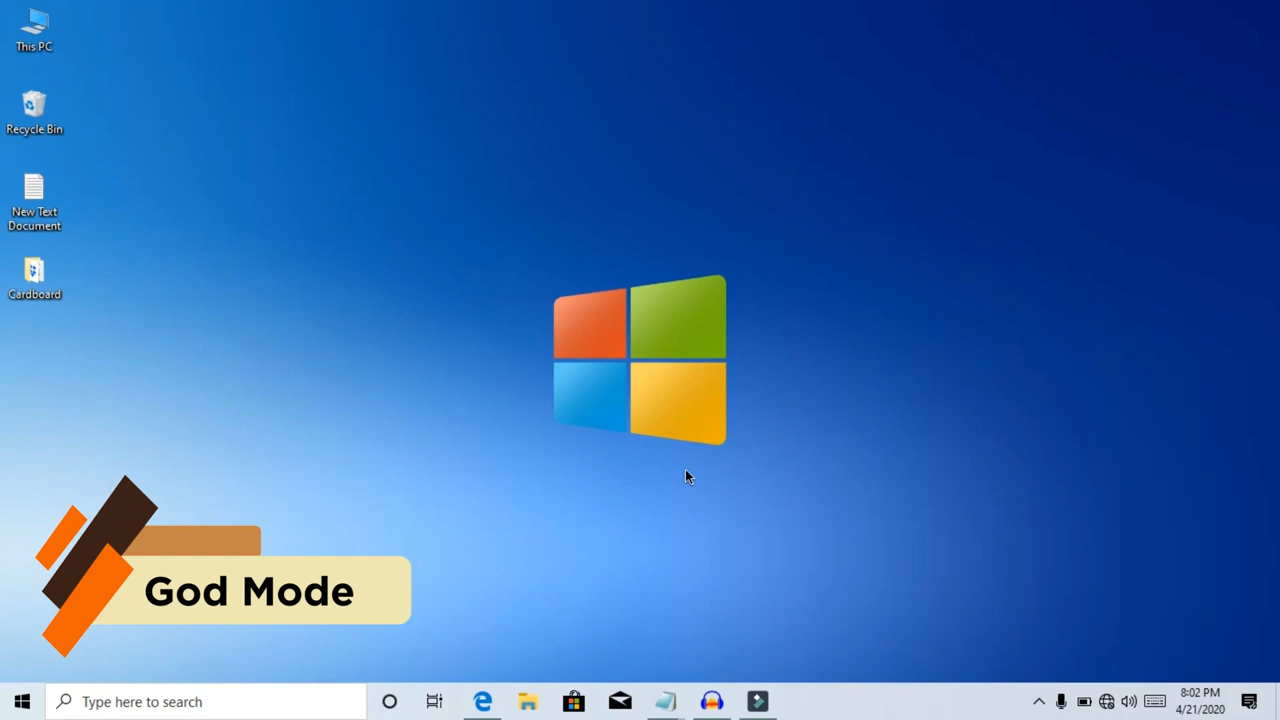 This PC
Recycle Bin
New Text
Document
Cardboard
God Mode
Type here to search
8:02 PM
4/21/2020